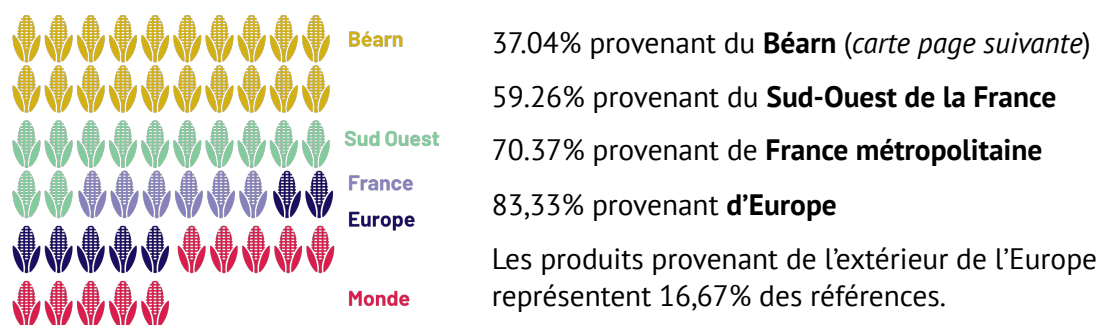 Béarn
Sud Ouest
France
Europe
Monde
37.04% provenant du Béarn (carte page suivante)
59.26% provenant du Sud-Ouest de la France
70.37% provenant de France métropolitaine
83,33% provenant d’Europe
Les produits provenant de l’extérieur de l’Europe
représentent 16,67% des références.